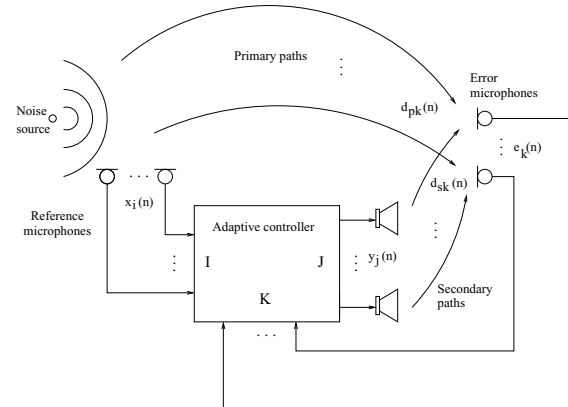 Primary paths
Error
microphones
Noise
source
d_pk(n)
e_k(n)
d_sk(n)
x_i(n)
Reference
microphones
Adaptive controller
I
J
y_j(n)
K
Secondary
paths